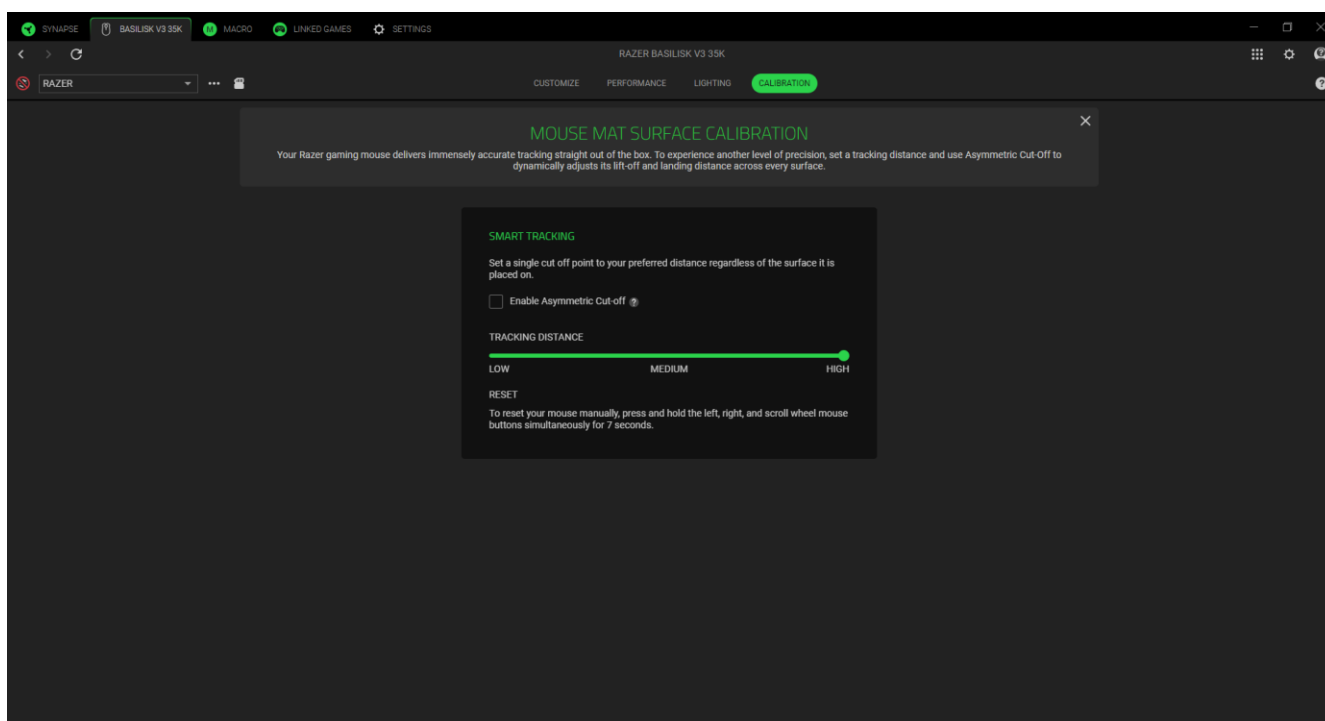 SYNAPSE
BASILISK V3 35K
MACRO
LINKED GAMES
SETTINGS
RAZER BASILISK V3 35K
RAZER
CUSTOMIZE
PERFORMANCE
LIGHTING
CALIBRATION
MOUSE MAT SURFACE CALIBRATION
Your Razer gaming mouse delivers immensely accurate tracking straight out of the box. To experience another level of precision, set a tracking distance and use Asymmetric Cut-Off to
dynamically adjusts its lift-off and landing distance across every surface.
SMART TRACKING
Set a single cut off point to your preferred distance regardless of the surface it is
placed on.
Enable Asymmetric Cut-off ?
TRACKING DISTANCE
LOW MEDIUM HIGH
RESET
To reset your mouse manually, press and hold the left, right, and scroll wheel mouse
buttons simultaneously for 7 seconds.